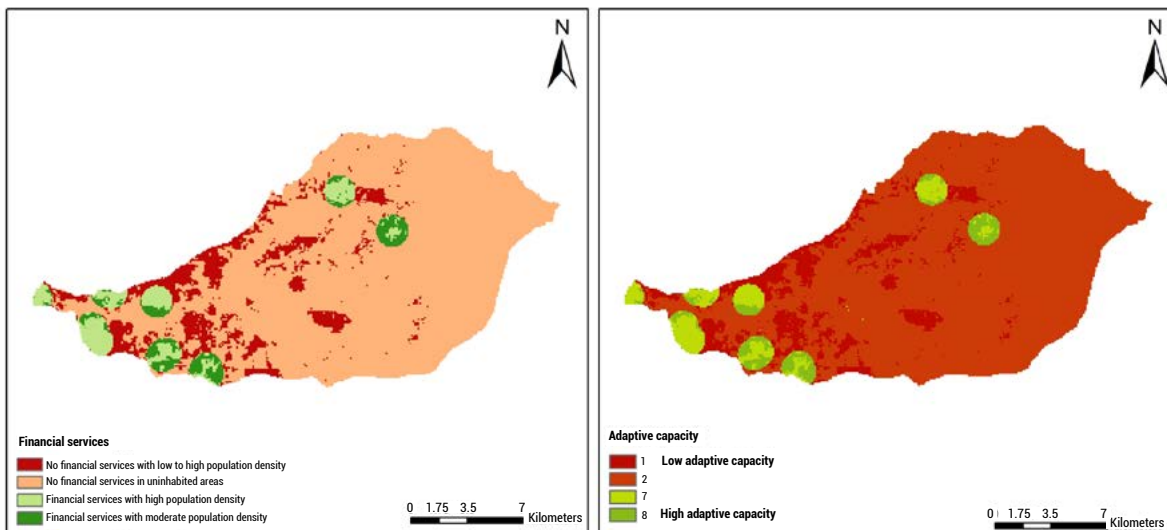 N
Financial services
No financial services with low to high population density
No financial services in uninhabited areas
Financial services with high population density
Financial services with moderate population density
0 1.75 3.5 7
Kilometers
N
Adaptive capacity
1 Low adaptive capacity
2
7
8 High adaptive capacity
0 1.75 3.5 7
Kilometers